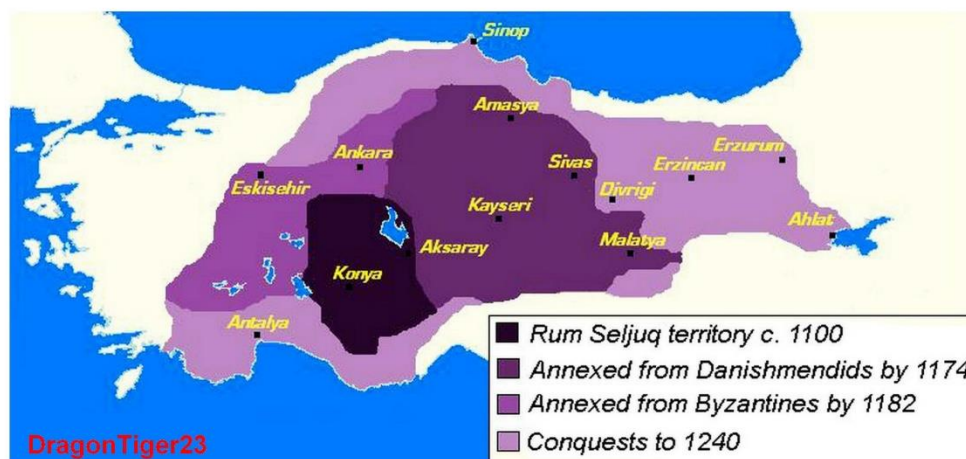 Sinop
Amasya
Ankara
Erzurum
Sivas
Erzincan
Eskisehir
Divrigi
Kayseri
Ahlat
Aksaray
Malatya
Konya
Antalya
Rum Seljuq territory c. 1100
Annexed from Danishmendids by 1174
Annexed from Byzantines by 1182
Conquests to 1240
DragonTiger23